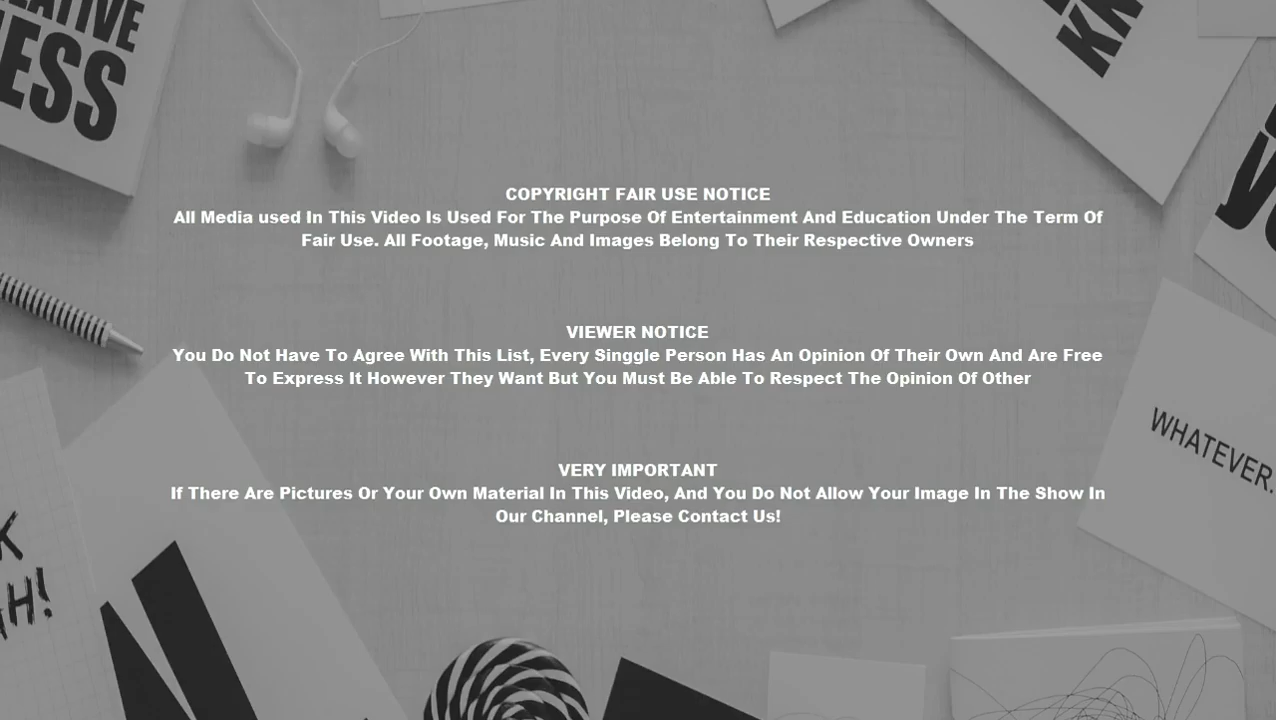 ESS
COPYRIGHT FAIR USE NOTICE
All Media used In This Video Is Used For The Purpose Of Entertainment And Education Under The Term Of
Fair Use. All Footage, Music And Images Belong To Their Respective Owners
VIEWER NOTICE
You Do Not Have To Agree With This List, Every Singgle Person Has An Opinion Of Their Own And Are Free
To Express It However They Want But You Must Be Able To Respect The Opinion Of Other
WHATEVER.
VERY IMPORTANT
If There Are Pictures Or Your Own Material In This Video, And You Do Not Allow Your Image In The Show In
Our Channel, Please Contact Us!